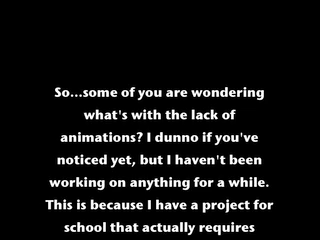 So...some of you are wondering
what's with the lack of
animations? I dunno if you've
noticed yet, but I haven't been
working on anything for a while.
This is because I have a project for
school that actually requires